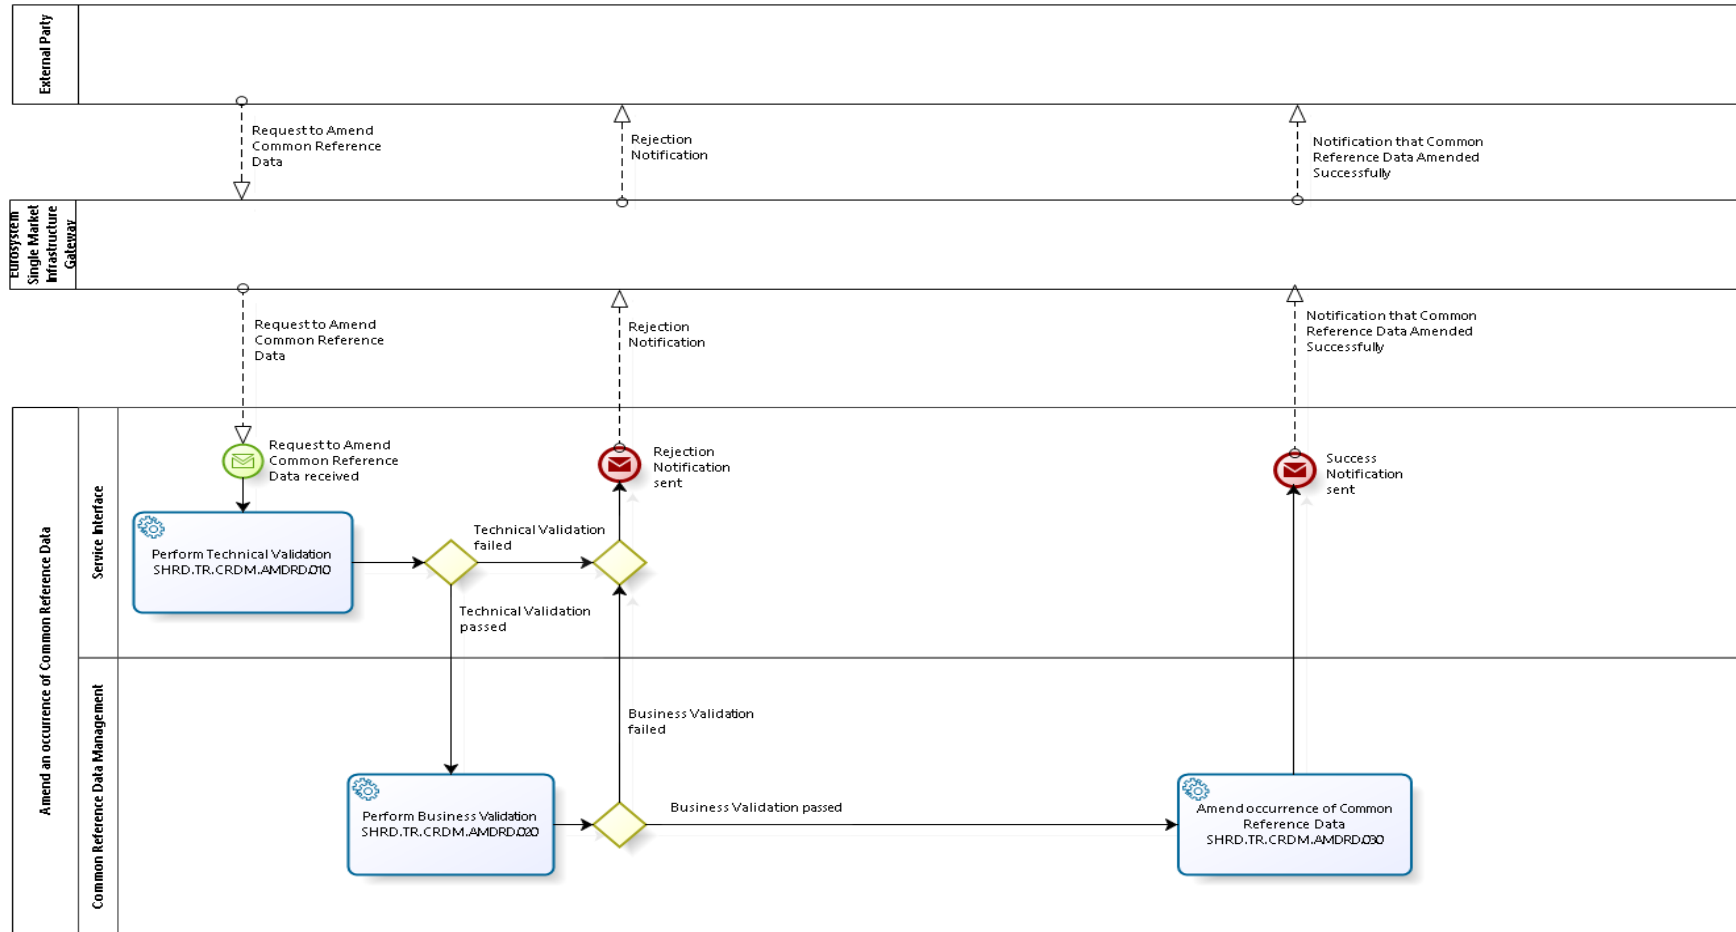 External Party
Request to Amend
Common Reference
Data
Rejection
Notification
Notification that Common
Reference Data Amended
Successfully
Eurosystem
Single Market
Infrastructure
Gateway
Request to Amend
Common Reference
Data
Rejection
Notification
Notification that Common
Reference Data Amended
Successfully
Amend an occurrence of Common Reference Data
Service Interface
Request to Amend
Common Reference
Data received
Rejection
Notification
sent
Success
Notification
sent
Perform Technical Validation
SHRD.TR.CRDM.AMDRD.010
Technical Validation
failed
Technical Validation
passed
Common Reference Data Management
Business Validation
failed
Perform Business Validation
SHRD.TR.CRDM.AMDRD.020
Business Validation passed
Amend occurrence of Common
Reference Data
SHRD.TR.CRDM.AMDRD.030